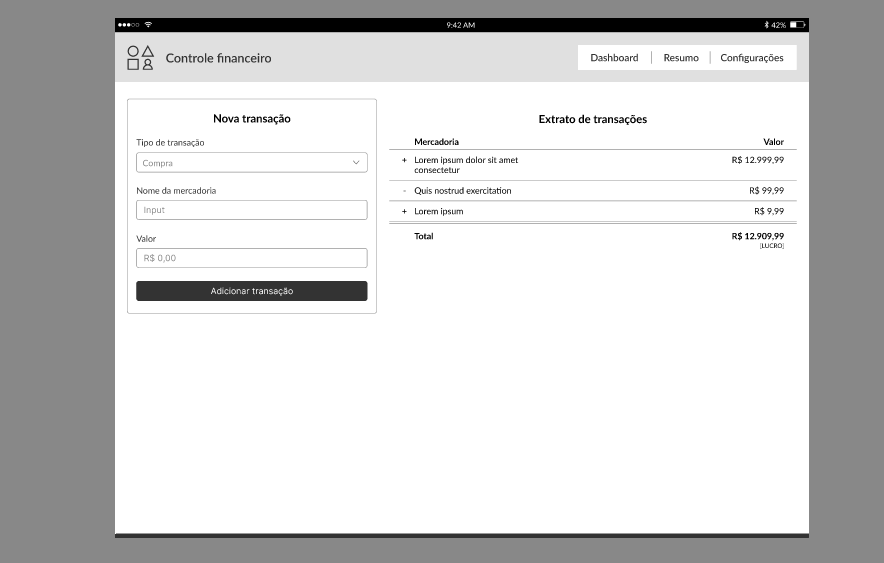 9:42 AM
42%
Controle financeiro
Dashboard
Resumo
Configurações
Nova transação
Tipo de transação
Compra
Nome da mercadoria
Input
Valor
R$ 0,00
Adicionar transação
Extrato de transações
Mercadoria Valor
+ Lorem ipsum dolor sit amet R$ 12.999,99
consectetur
- Quis nostrud exercitation R$ 99,99
+ Lorem ipsum R$ 9,99
Total R$ 12.909,99
[LUCRO]